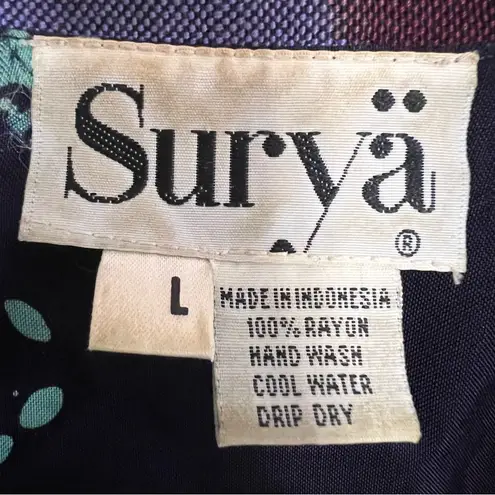 Suryä
®
L
MADE IN INDONESIA
100% RAYON
HAND WASH
COOL WATER
DRIP DRY